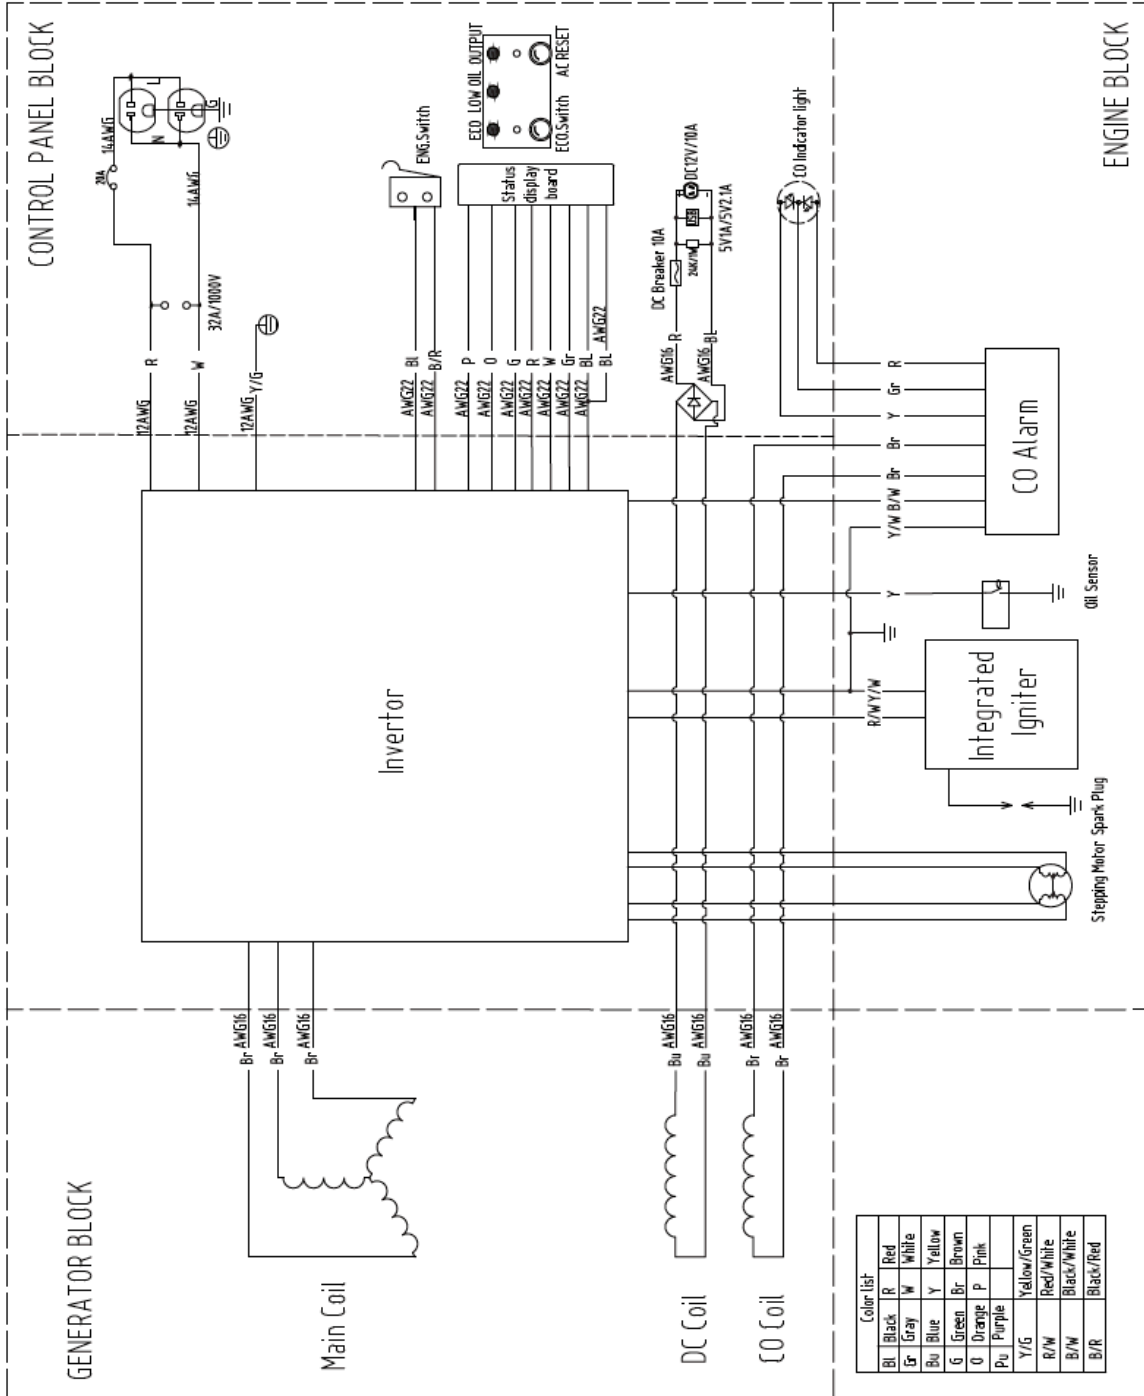 CONTROL PANEL BLOCK
14AWG
20A
L
N
G
14AWG
32A/1000V
R
W
12AWG
12AWG
12AWG
Y/G
ENG.Switch
AWG22
Bl
AWG22
B/R
ECO
LOW OIL
OUTPUT
ECO.Switch
AC RESET
Status
display
board
AWG22
P
AWG22
O
AWG22
G
AWG22
R
AWG22
W
AWG22
Gr
AWG22
BL
BL
AWG22
DC Breaker 10A
DC12V/10A
USB
24K/1W
5V1A/5V2.1A
AWG16
R
AWG16
BL
CO Indicator light
ENGINE BLOCK
R
Gr
Y
Br
Br
B/W
Y/W
CO Alarm
Y
Oil Sensor
R/W
Y/W
Integrated
Igniter
Spark Plug
Stepping Motor
Invertor
GENERATOR BLOCK
Br
AWG16
Br
AWG16
Br
AWG16
Main Coil
Bu
AWG16
Bu
AWG16
DC Coil
Br
AWG16
Br
AWG16
CO Coil
Color list
Bl Black R Red
Gr Gray W White
Bu Blue Y Yellow
G Green Br Brown
O Orange P Pink
Pu Purple
Y/G Yellow/Green
R/W Red/White
B/W Black/White
B/R Black/Red